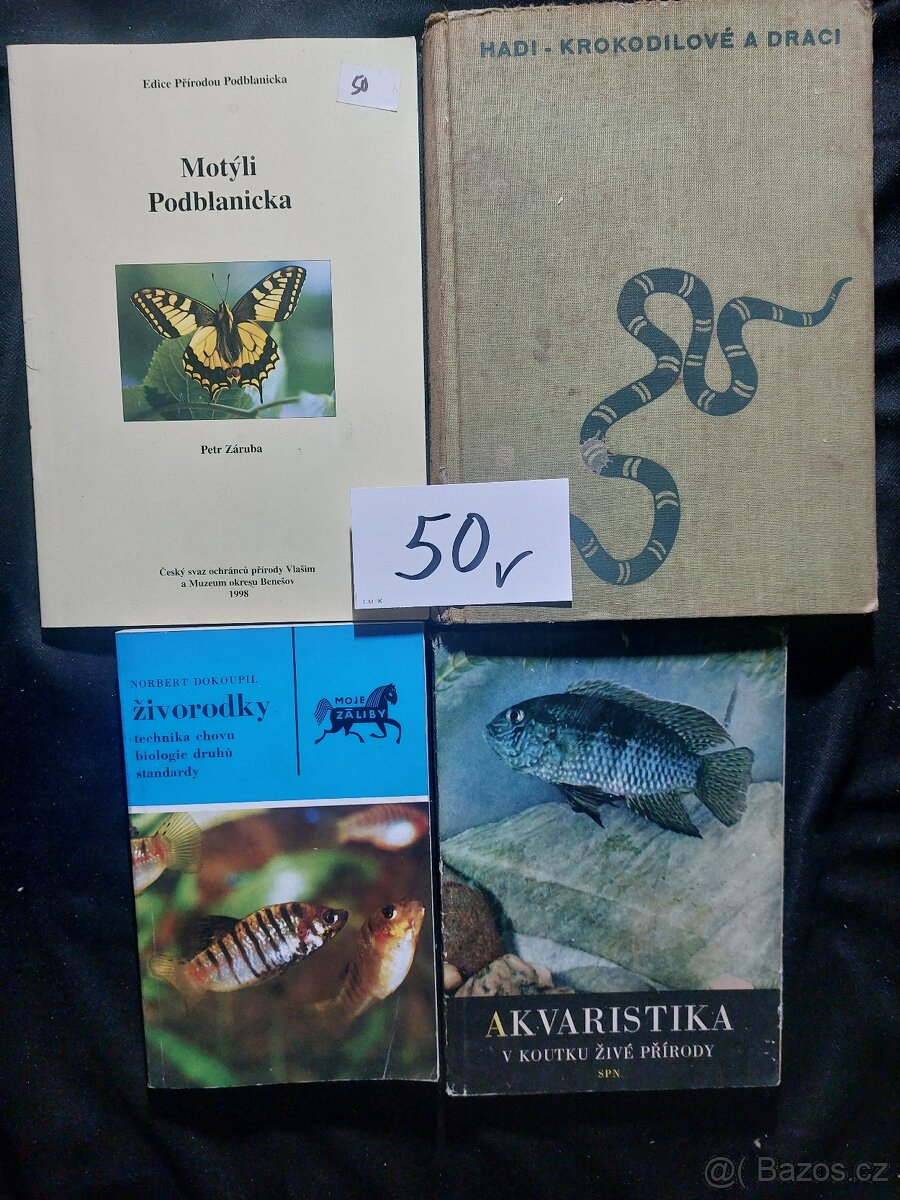 Edice Přírodou Podblanicka
50
Motýli
Podblanicka
Petr Záruba
Český svaz ochránců přírody Vlašim
a Muzeum okresu Benešov
1998
HADI - KROKODILOVÉ A DRACI
50 v
CMYK
NORBERT DOKOUPIL
živorodky
technika chovu
biologie druhů
standardy
MOJE
ZÁLIBY
AKVARISTIKA
V KOUTKU ŽIVÉ PŘÍRODY
SPN
@( Bazos.cz